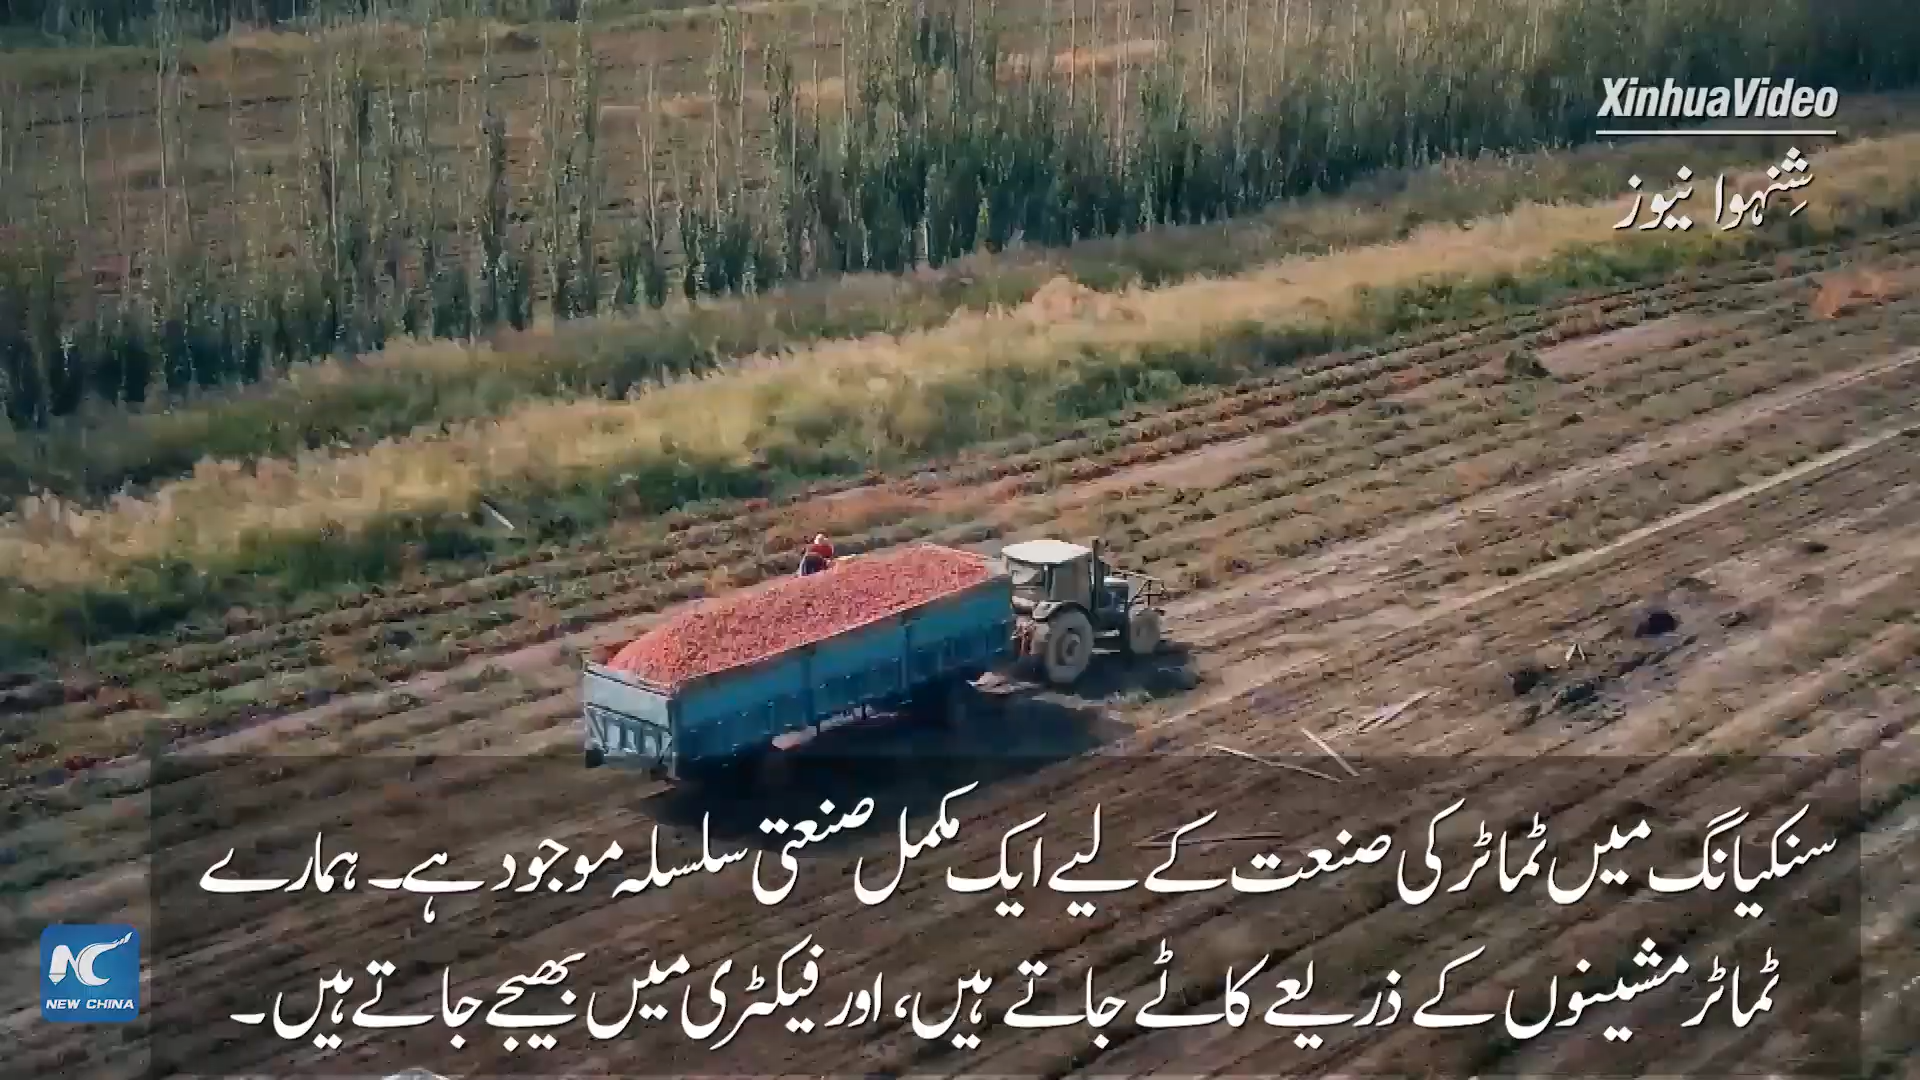 XinhuaVideo
شِنہوا نیوز
سنکیانگ میں ٹماٹر کی صنعت کے لیے ایک مکمل صنعتی سلسلہ موجود ہے۔ ہمارے
ٹماٹر مشینوں کے ذریعے کاٹے جاتے ہیں، اور فیکٹری میں بھیجے جاتے ہیں۔
NC
NEW CHINA